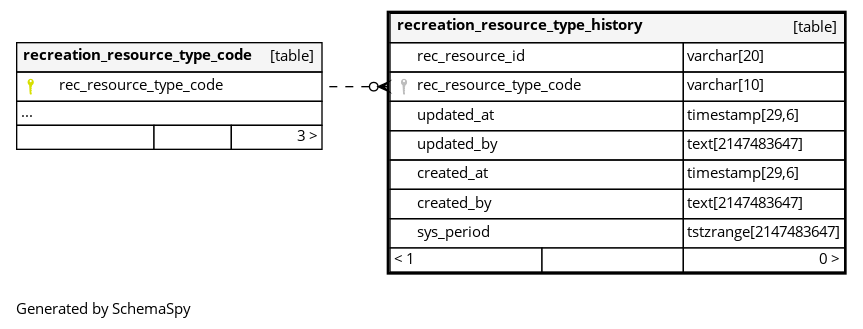 recreation_resource_type_code [table]
rec_resource_type_code
...
3 >
recreation_resource_type_history [table]
rec_resource_id varchar[20]
rec_resource_type_code varchar[10]
updated_at timestamp[29,6]
updated_by text[2147483647]
created_at timestamp[29,6]
created_by text[2147483647]
sys_period tstzrange[2147483647]
< 1 0 >
Generated by SchemaSpy